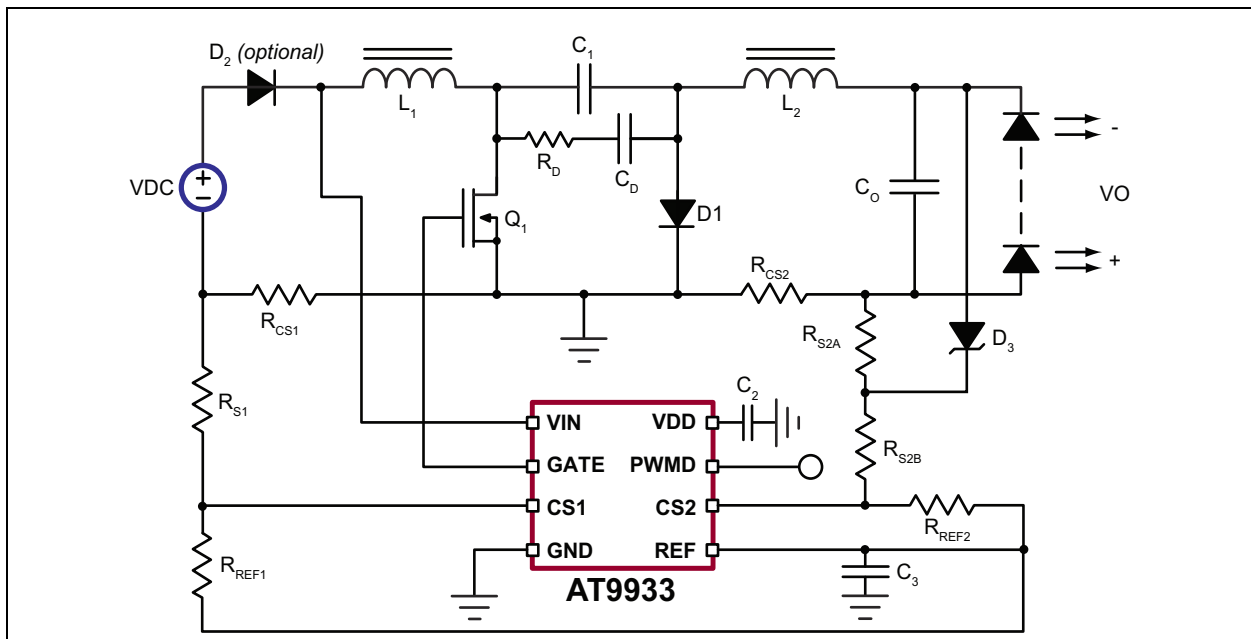 D2 (optional)
L1
C1
L2
RD
CD
VDC
+
−
Q1
D1
CO
-
VO
+
RCS1
RCS2
RS2A
D3
RS1
C2
VIN
VDD
RS2B
GATE
PWMD
CS1
CS2
RREF2
GND
REF
RREF1
C3
AT9933